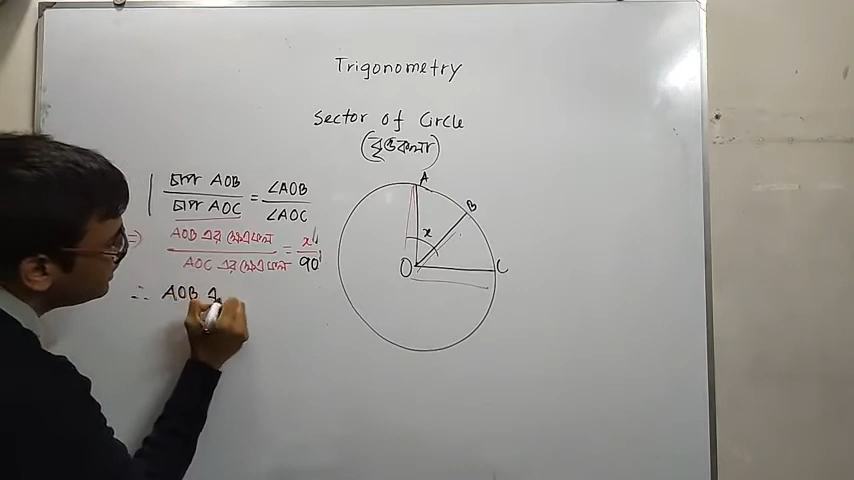 Trigonometry
Sector of Circle
(বৃত্তকলা)
চাপ AOB / চাপ AOC = ∠AOB / ∠AOC
⇒ AOB এর ক্ষেত্রফল / AOC এর ক্ষেত্রফল = x / 90
∴ AOB এ
A
B
x
O
C